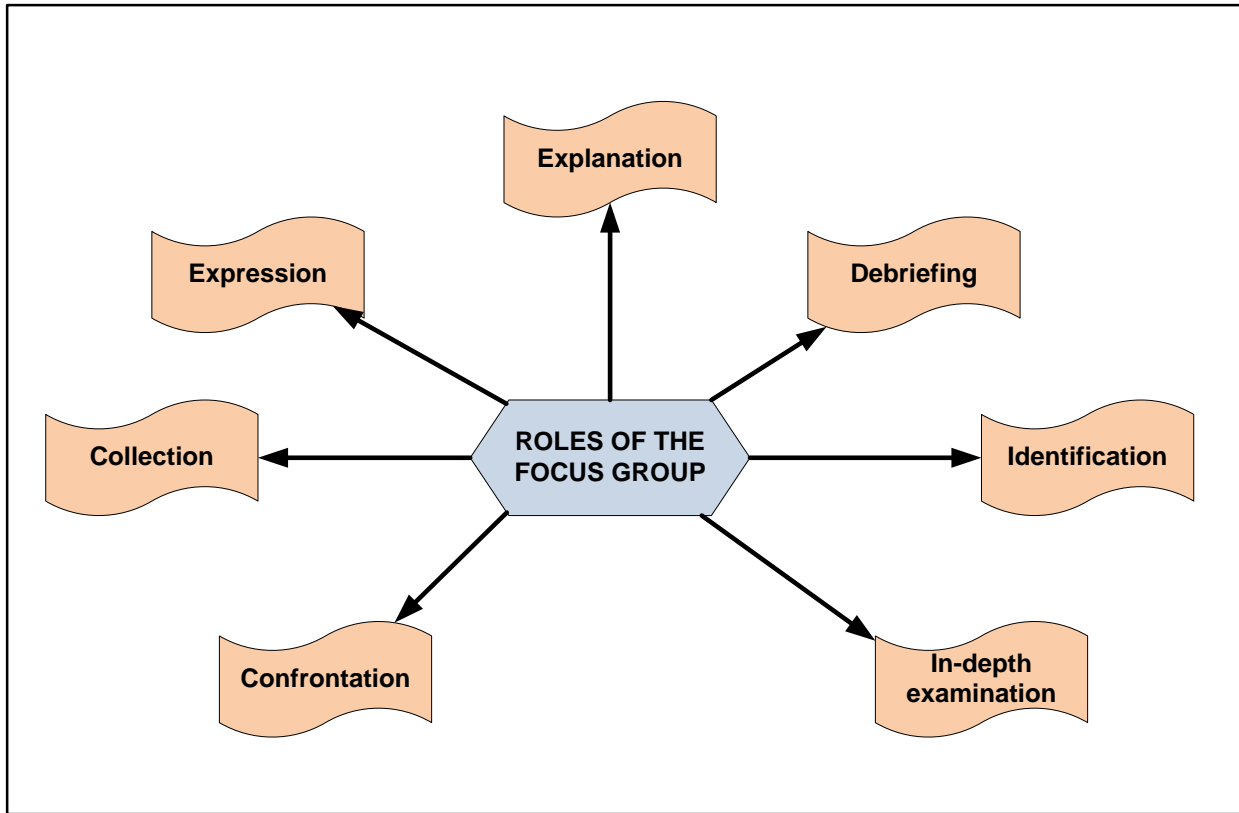 Explanation
Expression
Debriefing
Collection
ROLES OF THE
FOCUS GROUP
Identification
Confrontation
In-depth
examination